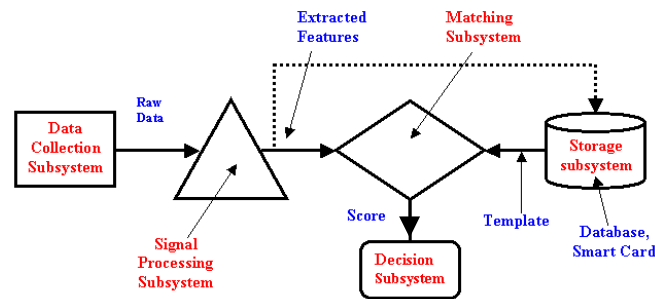 Extracted
Features
Matching
Subsystem
Raw
Data
Data
Collection
Subsystem
Storage
subsystem
Score
Template
Database,
Smart Card
Signal
Processing
Subsystem
Decision
Subsystem